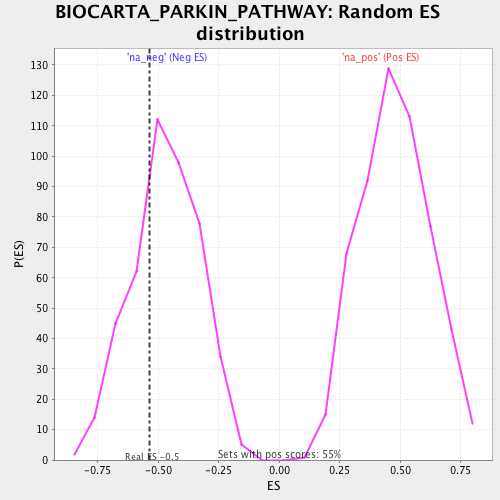 BIOCARTA_PARKIN_PATHWAY: Random ES
distribution
'na_neg' (Neg ES)
'na_pos' (Pos ES)
130
120
110
100
90
80
70
60
50
40
30
20
10
0
P(ES)
Real ES -0.5
Sets with pos scores: 55%
-0.75
-0.50
-0.25
0.00
0.25
0.50
0.75
ES